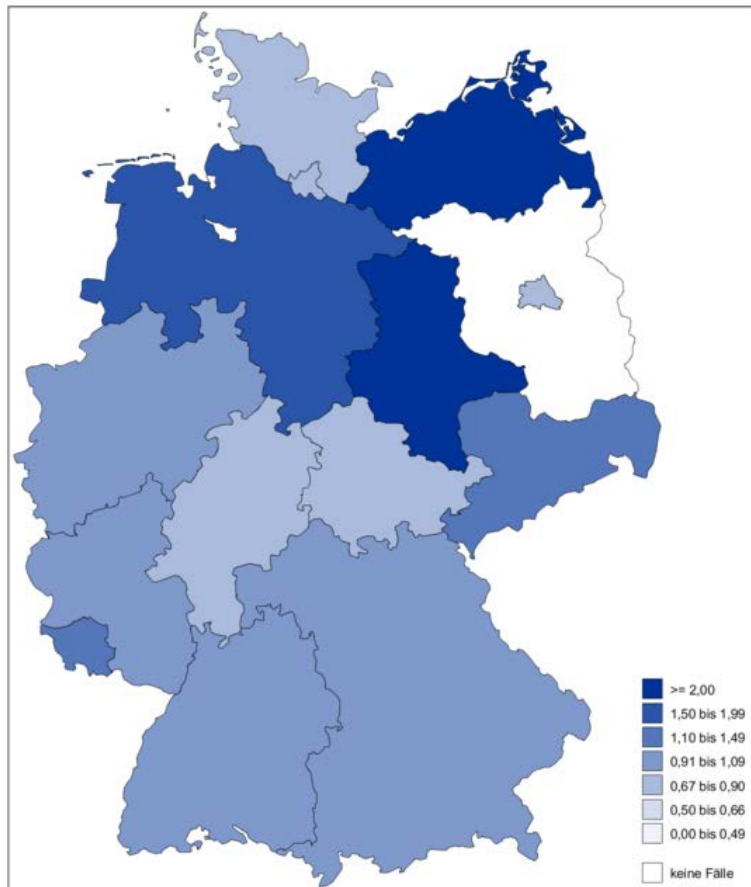 >= 2,00
1,50 bis 1,99
1,10 bis 1,49
0,91 bis 1,09
0,67 bis 0,90
0,50 bis 0,66
0,00 bis 0,49
keine Fälle